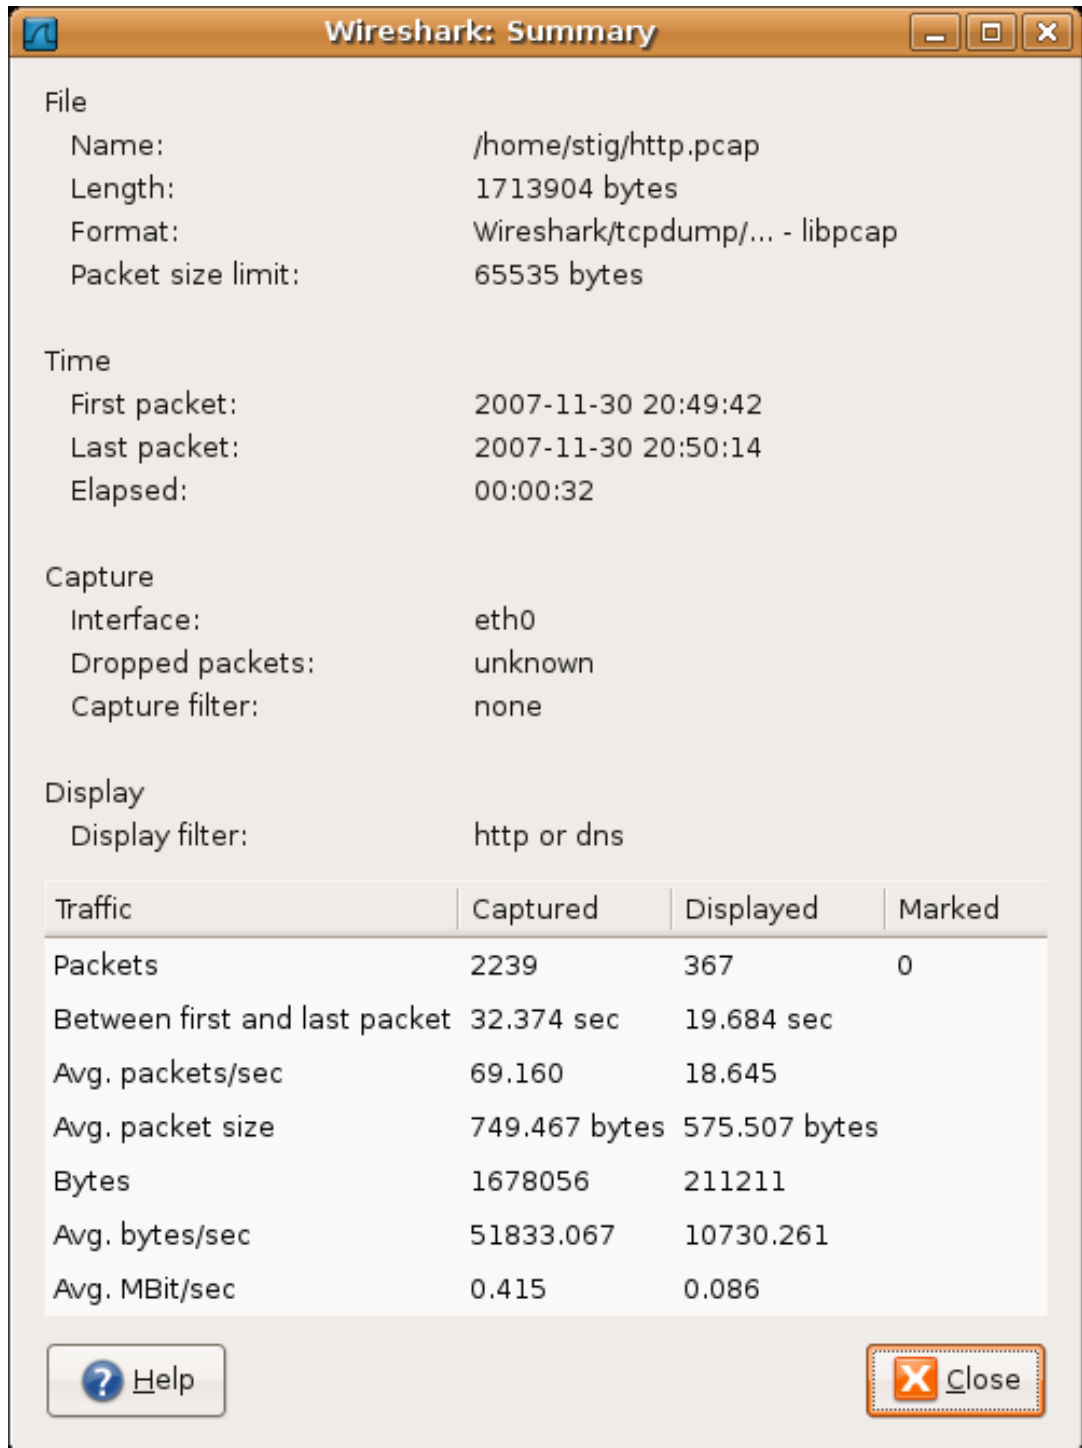 Wireshark: Summary
File
Name: /home/stig/http.pcap
Length: 1713904 bytes
Format: Wireshark/tcpdump/... - libpcap
Packet size limit: 65535 bytes
Time
First packet: 2007-11-30 20:49:42
Last packet: 2007-11-30 20:50:14
Elapsed: 00:00:32
Capture
Interface: eth0
Dropped packets: unknown
Capture filter: none
Display
Display filter: http or dns
Traffic Captured Displayed Marked
Packets 2239 367 0
Between first and last packet 32.374 sec 19.684 sec
Avg. packets/sec 69.160 18.645
Avg. packet size 749.467 bytes 575.507 bytes
Bytes 1678056 211211
Avg. bytes/sec 51833.067 10730.261
Avg. MBit/sec 0.415 0.086
Help Close